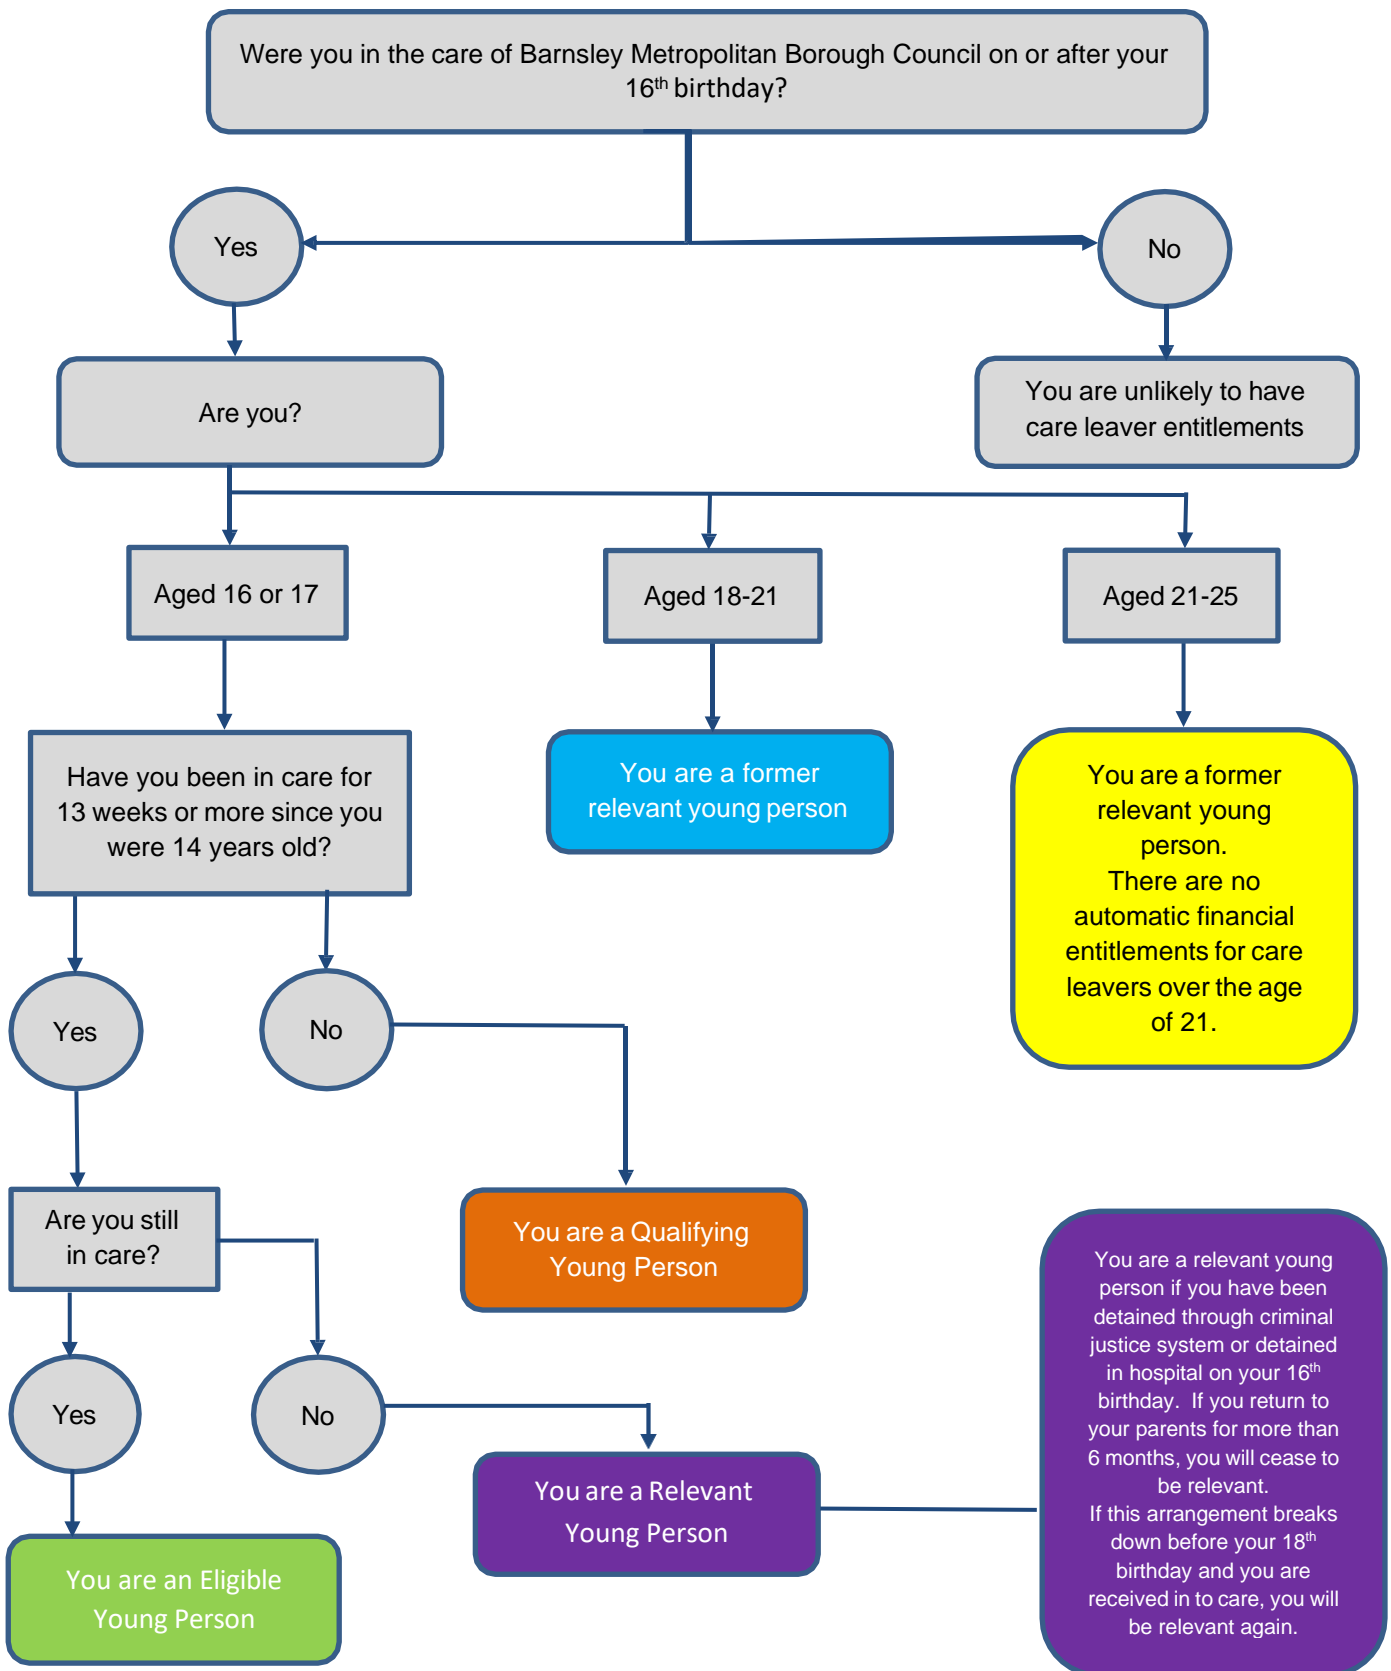 Were you in the care of Barnsley Metropolitan Borough Council on or after your
16th birthday?
Yes
No
Are you?
You are unlikely to have
care leaver entitlements
Aged 16 or 17
Aged 18-21
Aged 21-25
Have you been in care for
13 weeks or more since you
were 14 years old?
You are a former
relevant young person
You are a former
relevant young
person.
There are no
automatic financial
entitlements for care
leavers over the age
of 21.
Yes
No
Are you still
in care?
You are a Qualifying
Young Person
You are a relevant young
person if you have been
detained through criminal
justice system or detained
in hospital on your 16th
birthday.  If you return to
your parents for more than
6 months, you will cease to
be relevant.
If this arrangement breaks
down before your 18th
birthday and you are
received in to care, you will
be relevant again.
Yes
No
You are a Relevant
Young Person
You are an Eligible
Young Person